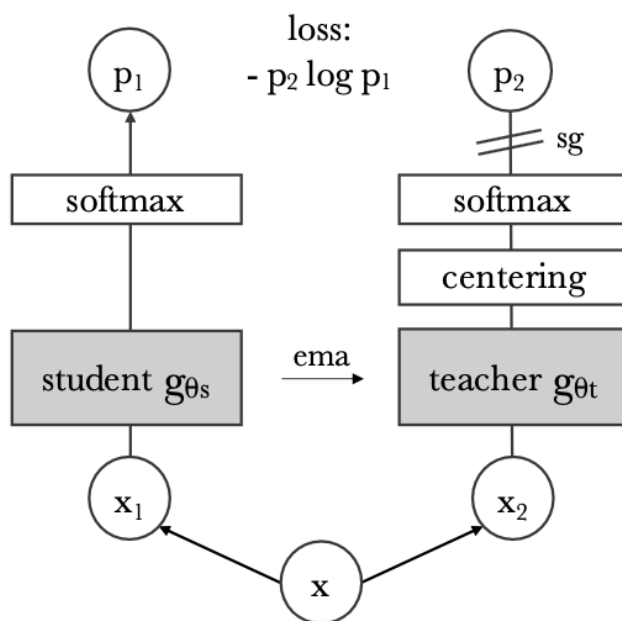 loss:
- p₂ log p₁
p₁
p₂
sg
softmax
softmax
centering
student gθs
ema
teacher gθt
x₁
x₂
x